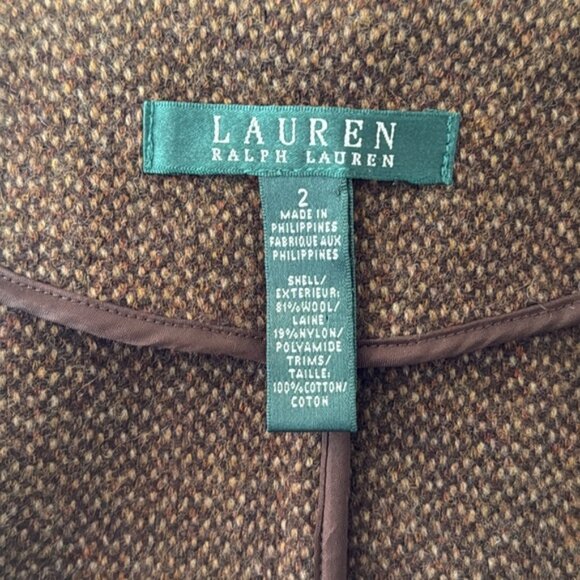 LAUREN
RALPH LAUREN
2
MADE IN
PHILIPPINES
FABRIQUE AUX
PHILIPPINES
SHELL/
EXTERIEUR:
81%WOOL/
LAINE
19%NYLON/
POLYAMIDE
TRIMS/
TAILLE:
100%COTTON/
COTON